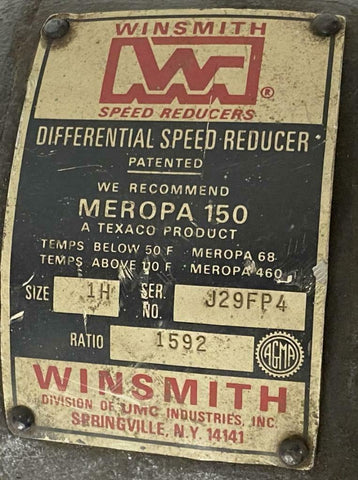 WINSMITH
W
®
SPEED REDUCERS
DIFFERENTIAL SPEED REDUCER
PATENTED
WE RECOMMEND
MEROPA 150
A TEXACO PRODUCT
TEMPS BELOW 50 F MEROPA 68
TEMPS ABOVE 110 F MEROPA 460
SIZE 1H SER. NO. J29FP4
RATIO 1592 AGMA
WINSMITH
DIVISION OF UMC INDUSTRIES, INC.
SPRINGVILLE, N.Y. 14141